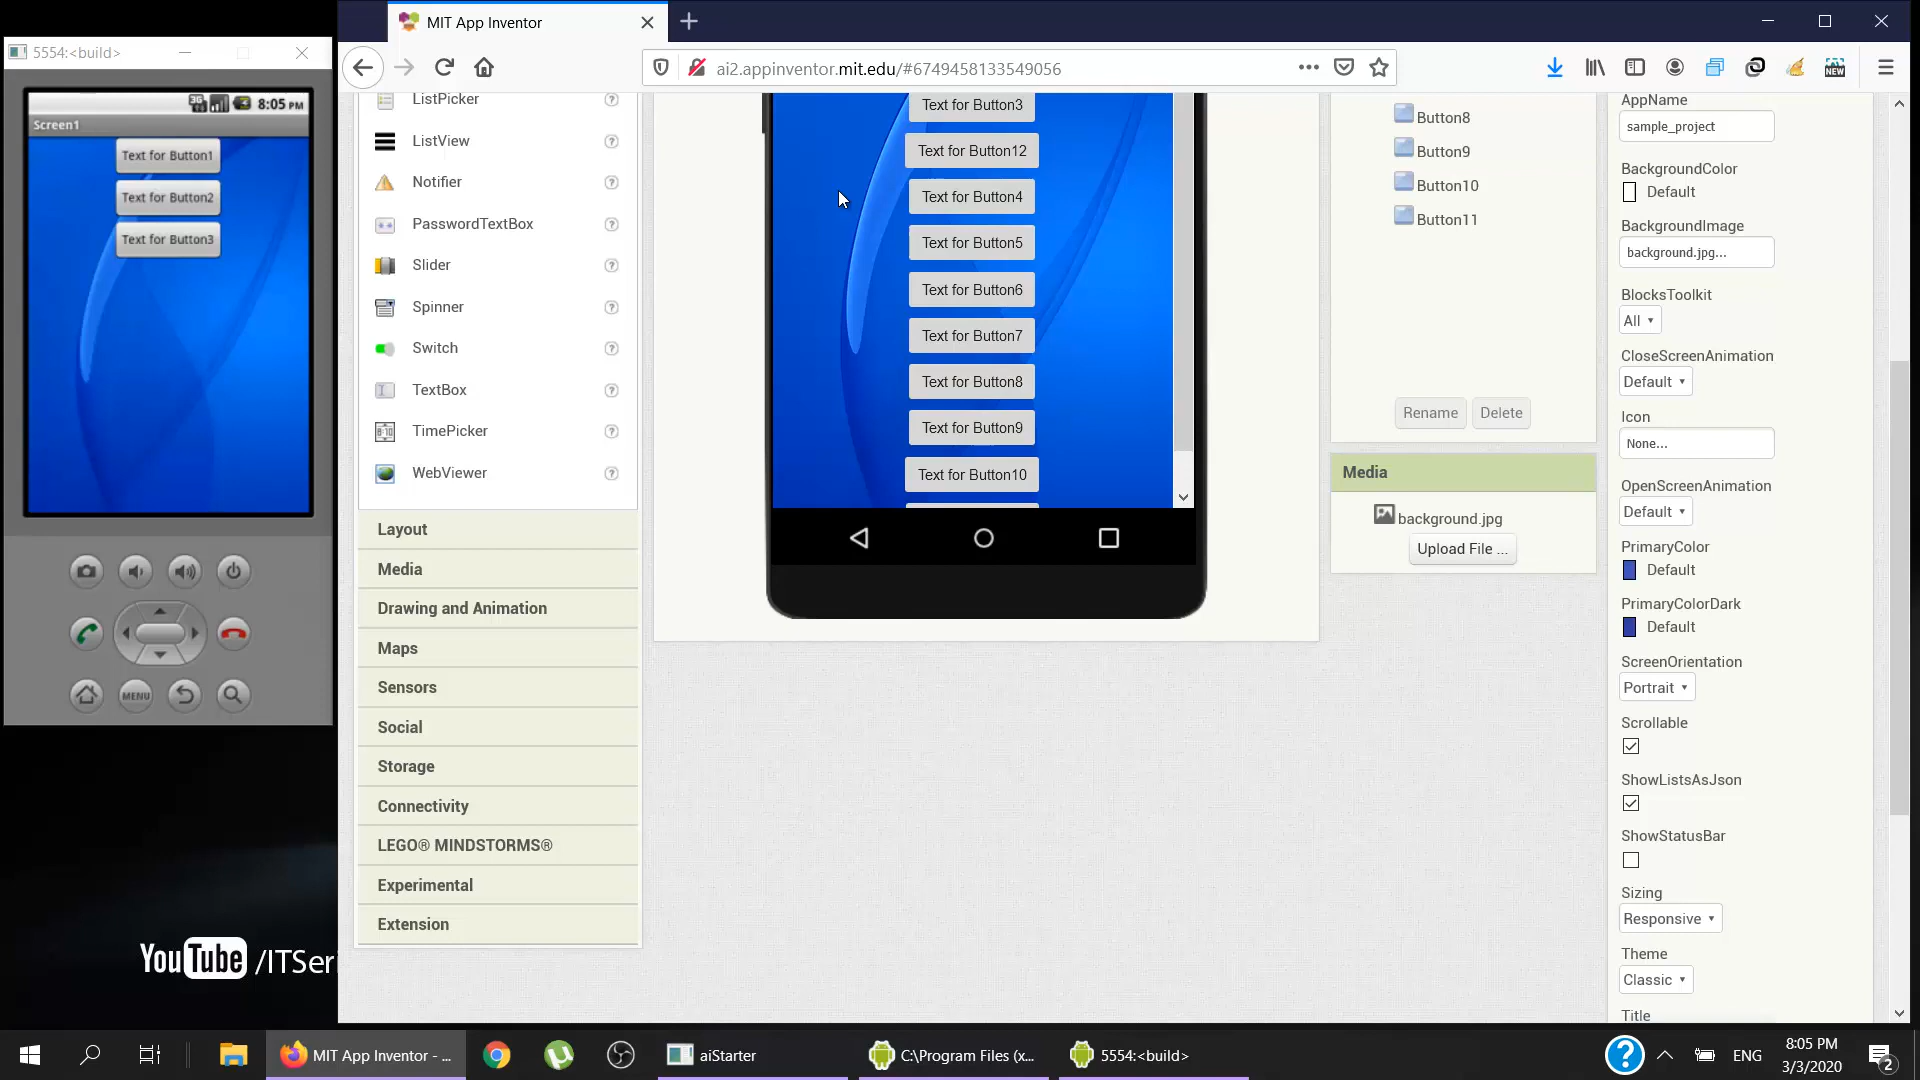 5554:<build>
3G
8:05 PM
Screen1
Text for Button1
Text for Button2
Text for Button3
MENU
YouTube /ITSeri
MIT App Inventor
ai2.appinventor.mit.edu/#6749458133549056
NEW
ListPicker
ListView
Notifier
PasswordTextBox
Slider
Spinner
Switch
TextBox
TimePicker
WebViewer
Layout
Media
Drawing and Animation
Maps
Sensors
Social
Storage
Connectivity
LEGO® MINDSTORMS®
Experimental
Extension
Text for Button3
Text for Button12
Text for Button4
Text for Button5
Text for Button6
Text for Button7
Text for Button8
Text for Button9
Text for Button10
Button8
Button9
Button10
Button11
Rename Delete
Media
background.jpg
Upload File ...
AppName
sample_project
BackgroundColor
Default
BackgroundImage
background.jpg...
BlocksToolkit
All
CloseScreenAnimation
Default
Icon
None...
OpenScreenAnimation
Default
PrimaryColor
Default
PrimaryColorDark
Default
ScreenOrientation
Portrait
Scrollable
ShowListsAsJson
ShowStatusBar
Sizing
Responsive
Theme
Classic
Title
MIT App Inventor - ...
aiStarter
C:\Program Files (x...
5554:<build>
ENG
8:05 PM
3/3/2020
2